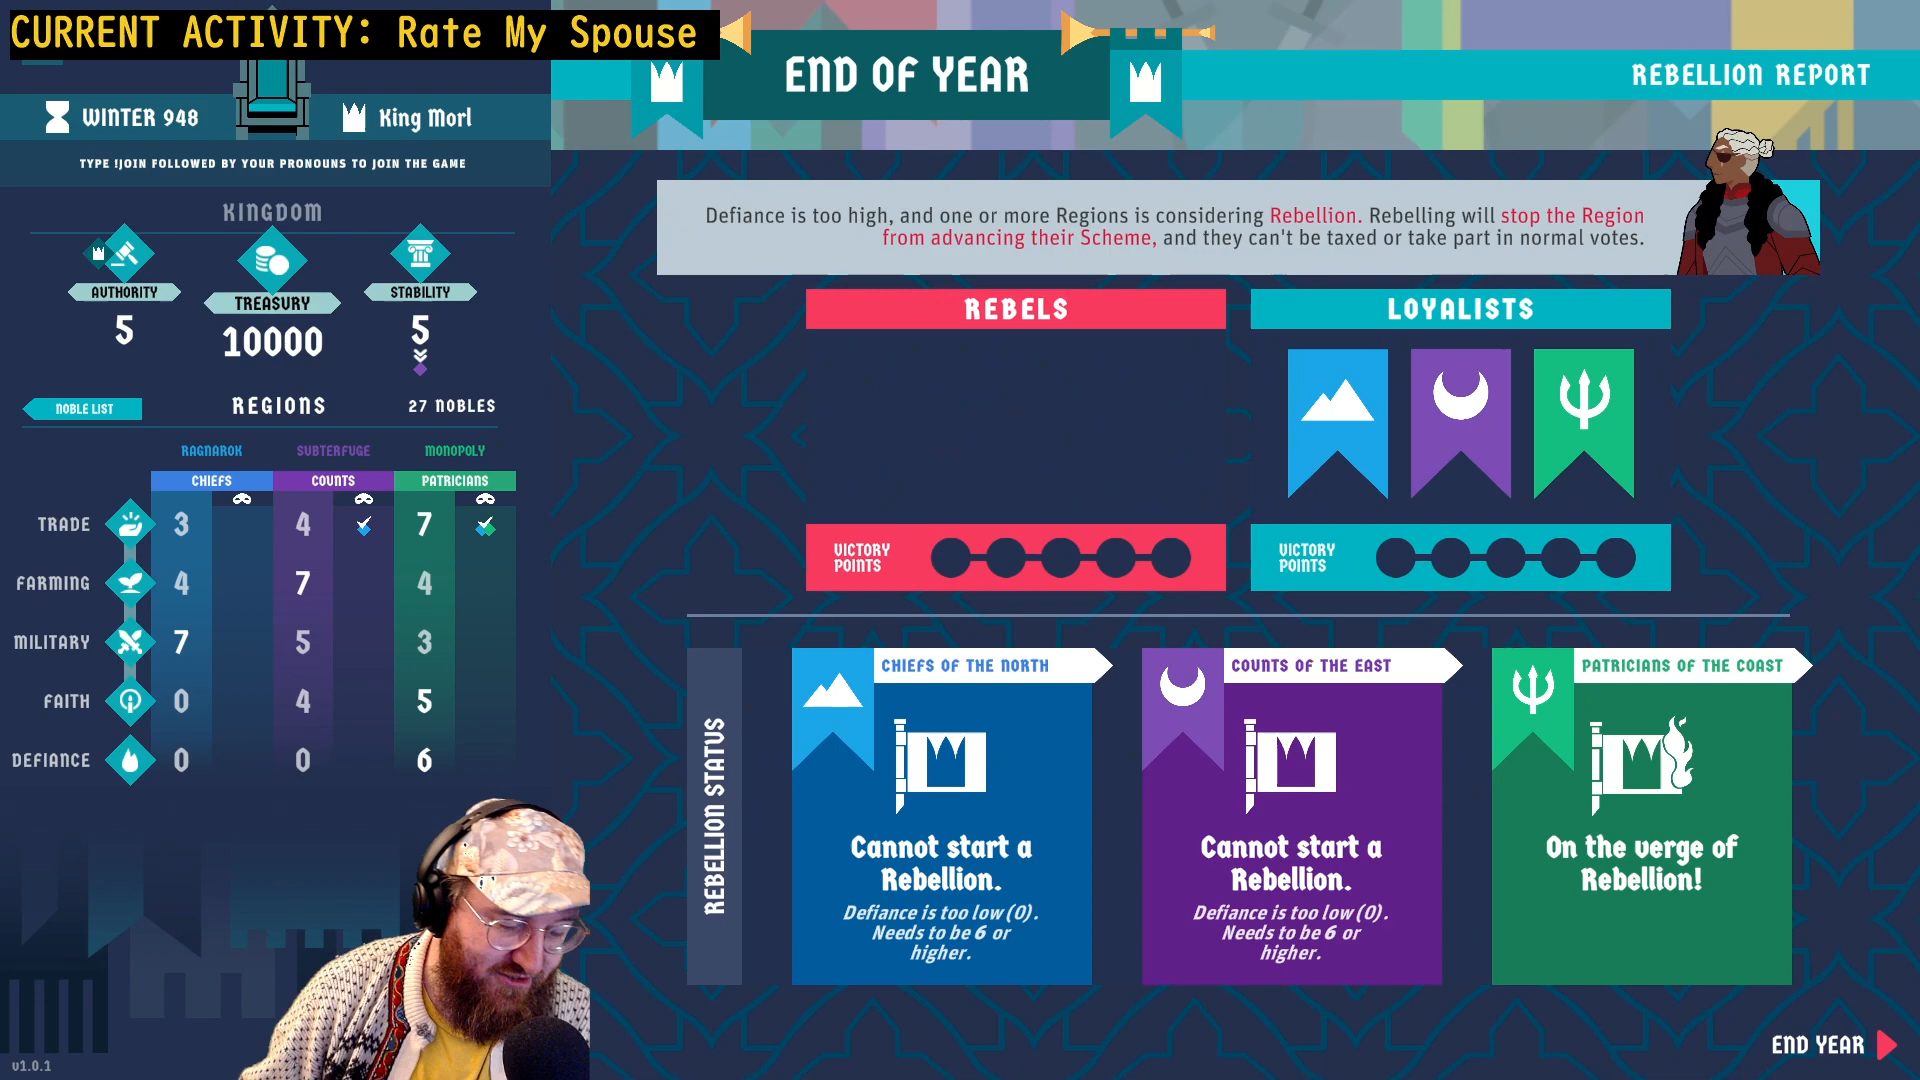 CURRENT ACTIVITY: Rate My Spouse
END OF YEAR
REBELLION REPORT
WINTER 948
King Morl
TYPE !JOIN FOLLOWED BY YOUR PRONOUNS TO JOIN THE GAME
KINGDOM
AUTHORITY
TREASURY
STABILITY
5
10000
5
NOBLE LIST
REGIONS
27 NOBLES
RAGNAROK
SUBTERFUGE
MONOPOLY
CHIEFS
COUNTS
PATRICIANS
TRADE 3 4 7
FARMING 4 7 4
MILITARY 7 5 3
FAITH 0 4 5
DEFIANCE 0 0 6
v1.0.1
Defiance is too high, and one or more Regions is considering Rebellion. Rebelling will stop the Region
from advancing their Scheme, and they can't be taxed or take part in normal votes.
REBELS
LOYALISTS
VICTORY
POINTS
VICTORY
POINTS
REBELLION STATUS
CHIEFS OF THE NORTH
Cannot start a
Rebellion.
Defiance is too low (0).
Needs to be 6 or
higher.
COUNTS OF THE EAST
Cannot start a
Rebellion.
Defiance is too low (0).
Needs to be 6 or
higher.
PATRICIANS OF THE COAST
On the verge of
Rebellion!
END YEAR